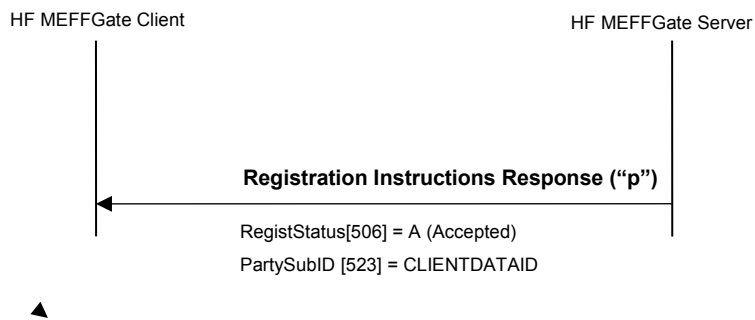 HF MEFFGate Client
HF MEFFGate Server
Registration Instructions Response (“p”)
RegistStatus[506] = A (Accepted)
PartySubID [523] = CLIENTDATAID